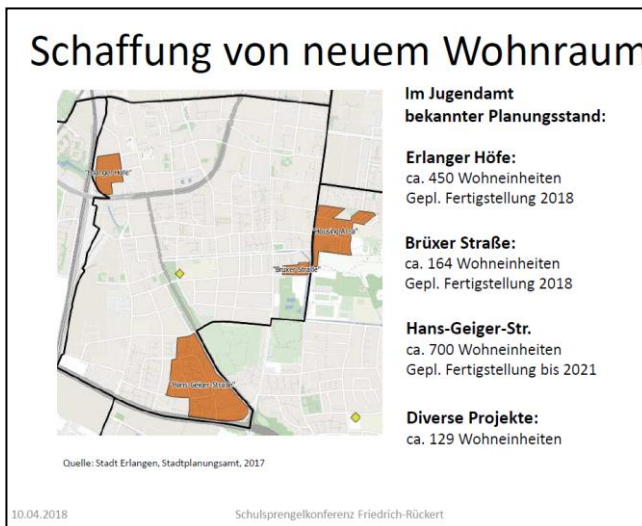 Schaffung von neuem Wohnraum
Im Jugendamt
bekannter Planungsstand:
Erlanger Höfe:
ca. 450 Wohneinheiten
Gepl. Fertigstellung 2018
Brüxer Straße:
ca. 164 Wohneinheiten
Gepl. Fertigstellung 2018
Hans-Geiger-Str.
ca. 700 Wohneinheiten
Gepl. Fertigstellung bis 2021
Diverse Projekte:
ca. 129 Wohneinheiten
"Erlanger Höfe"
"Housing Area"
"Brüxer Straße"
"Hans-Geiger-Straße"
Quelle: Stadt Erlangen, Stadtplanungsamt, 2017
10.04.2018
Schulsprengelkonferenz Friedrich-Rückert